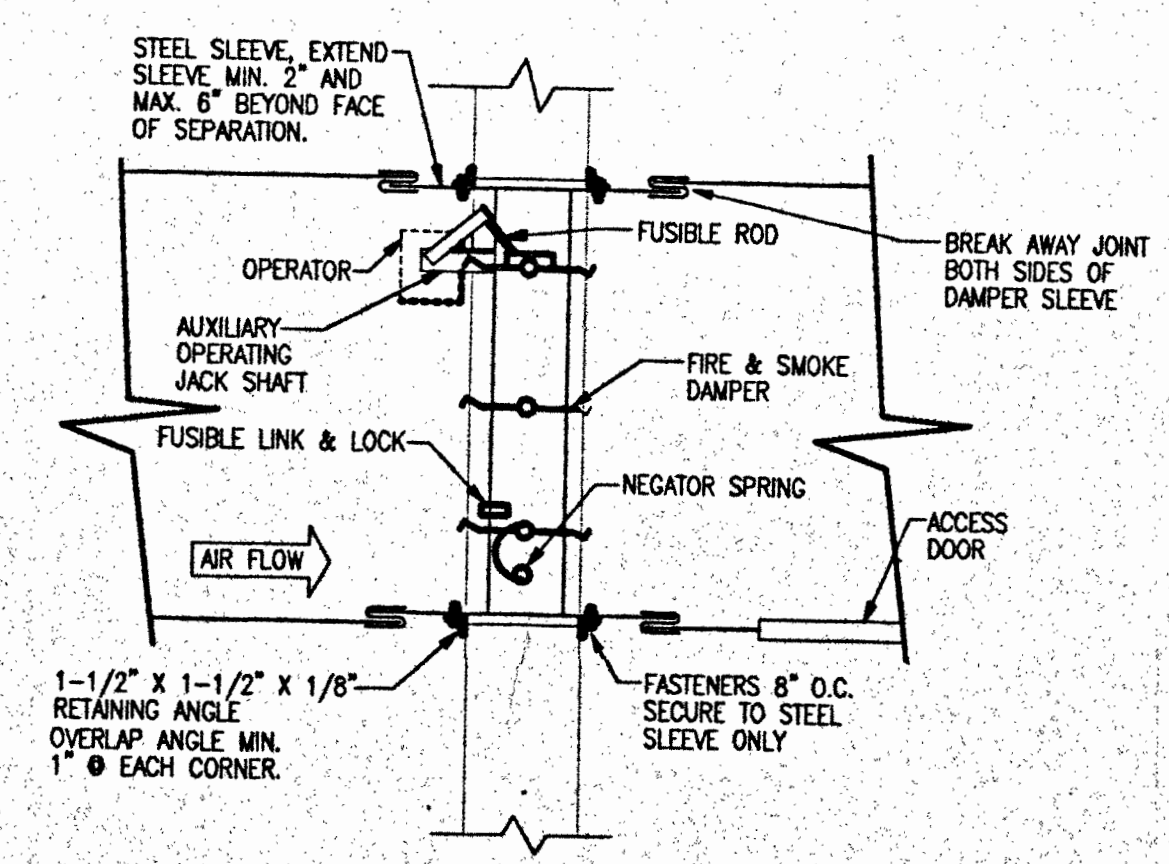 STEEL SLEEVE, EXTEND
SLEEVE MIN. 2" AND
MAX. 6" BEYOND FACE
OF SEPARATION.
FUSIBLE ROD
BREAK AWAY JOINT
BOTH SIDES OF
DAMPER SLEEVE
OPERATOR
AUXILIARY
OPERATING
JACK SHAFT
FIRE & SMOKE
DAMPER
FUSIBLE LINK & LOCK
NEGATOR SPRING
ACCESS
DOOR
AIR FLOW
1-1/2" X 1-1/2" X 1/8"
RETAINING ANGLE
OVERLAP ANGLE MIN.
1" @ EACH CORNER.
FASTENERS 8" O.C.
SECURE TO STEEL
SLEEVE ONLY